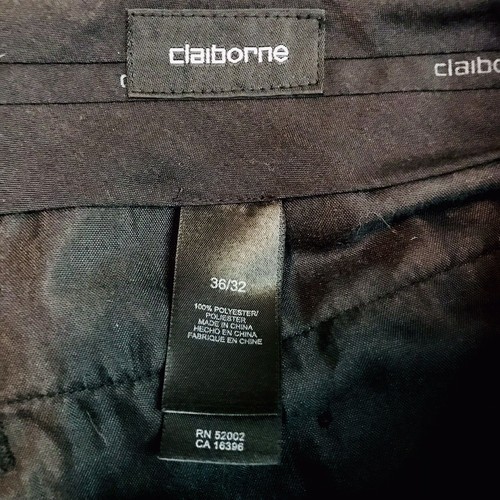 claiborne
c
claibo
36/32
100% POLYESTER/
POLIESTER
MADE IN CHINA
HECHO EN CHINA
FABRIQUE EN CHINE
RN 52002
CA 16396